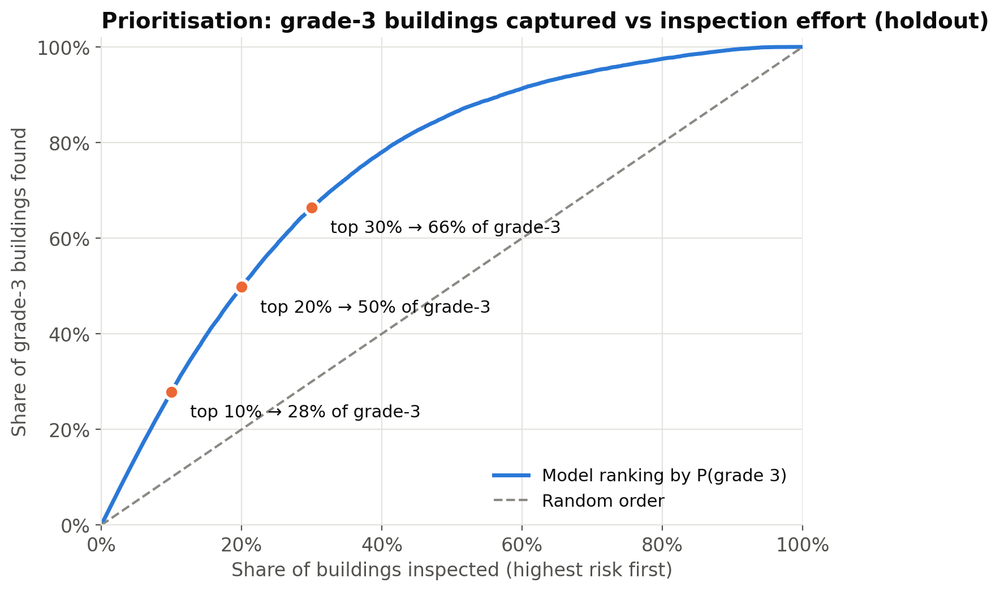 Prioritisation: grade-3 buildings captured vs inspection effort (holdout)
Share of grade-3 buildings found
100%
80%
60%
40%
20%
0%
top 30% → 66% of grade-3
top 20% → 50% of grade-3
top 10% → 28% of grade-3
Model ranking by P(grade 3)
Random order
0%
20%
40%
60%
80%
100%
Share of buildings inspected (highest risk first)